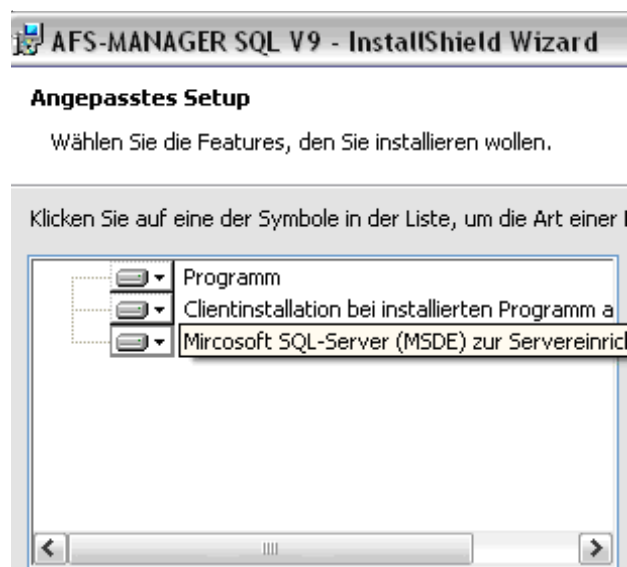 AFS-MANAGER SQL V9 - InstallShield Wizard
Angepasstes Setup
Wählen Sie die Features, den Sie installieren wollen.
Klicken Sie auf eine der Symbole in der Liste, um die Art einer
Programm
Clientinstallation bei installierten Programm a
Mircosoft SQL-Server (MSDE) zur Servereinric